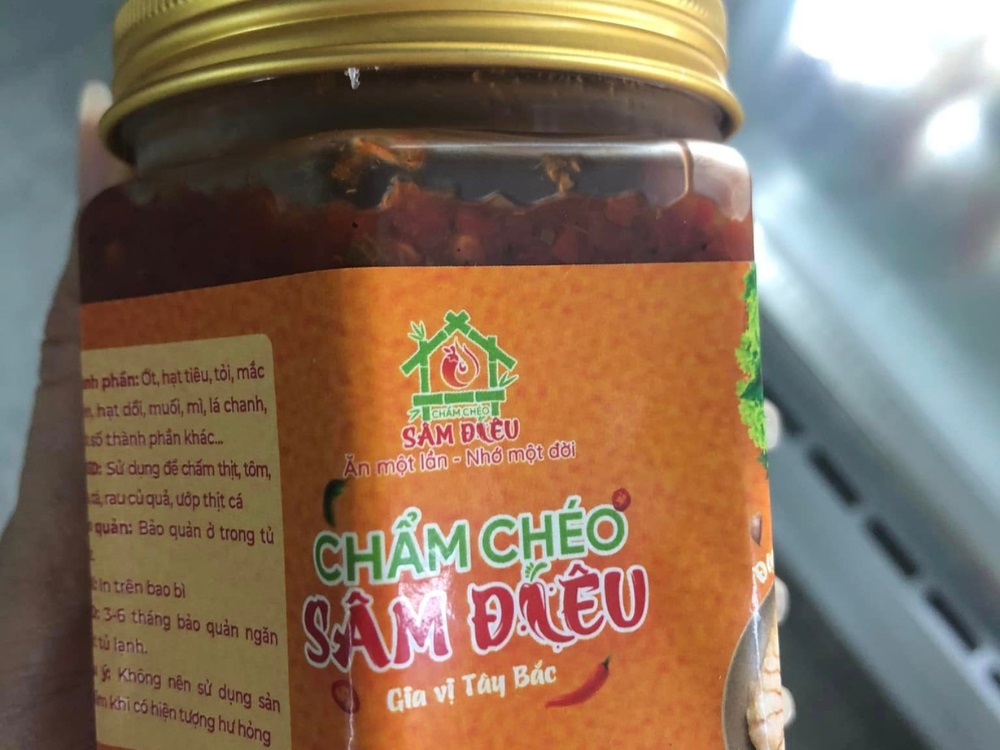 phần: Ớt, hạt tiêu, tỏi, mắc
hạt dổi, muối, mì, lá chanh,
số thành phần khác...
Sử dụng để chấm thịt, tôm,
rau củ quả, ướp thịt cá
quản: Bảo quản ở trong tủ
in trên bao bì
3-6 tháng bảo quản ngăn
tủ lạnh.
ý: Không nên sử dụng sản
khi có hiện tượng hư hỏng
CHẨM CHÉO
SÂM ĐIỆU
Ăn một lần - Nhớ một đời
CHẨM CHÉO
SÂM ĐIỆU
Gia vị Tây Bắc